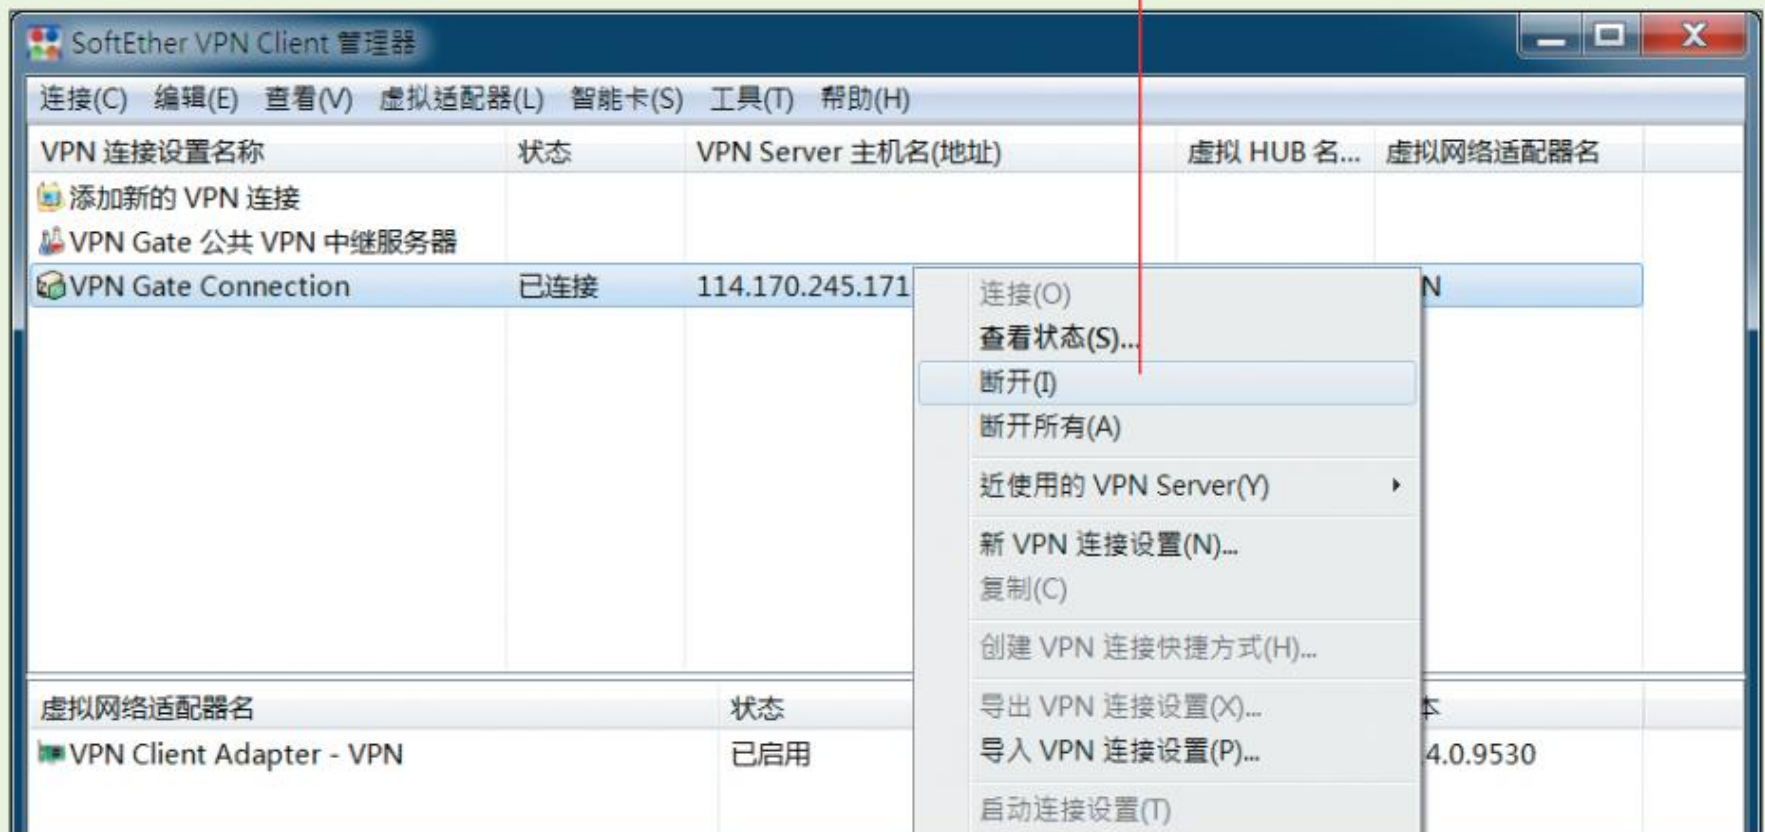 SoftEther VPN Client 管理器
连接(C) 编辑(E) 查看(V) 虚拟适配器(L) 智能卡(S) 工具(T) 帮助(H)
VPN 连接设置名称 状态 VPN Server 主机名(地址) 虚拟 HUB 名... 虚拟网络适配器名
添加新的 VPN 连接
VPN Gate 公共 VPN 中继服务器
VPN Gate Connection 已连接 114.170.245.171 N
连接(O)
查看状态(S)...
断开(I)
断开所有(A)
近使用的 VPN Server(Y)
新 VPN 连接设置(N)...
复制(C)
创建 VPN 连接快捷方式(H)...
导出 VPN 连接设置(X)...
导入 VPN 连接设置(P)...
启动连接设置(T)
虚拟网络适配器名 状态 本
VPN Client Adapter - VPN 已启用 4.0.9530